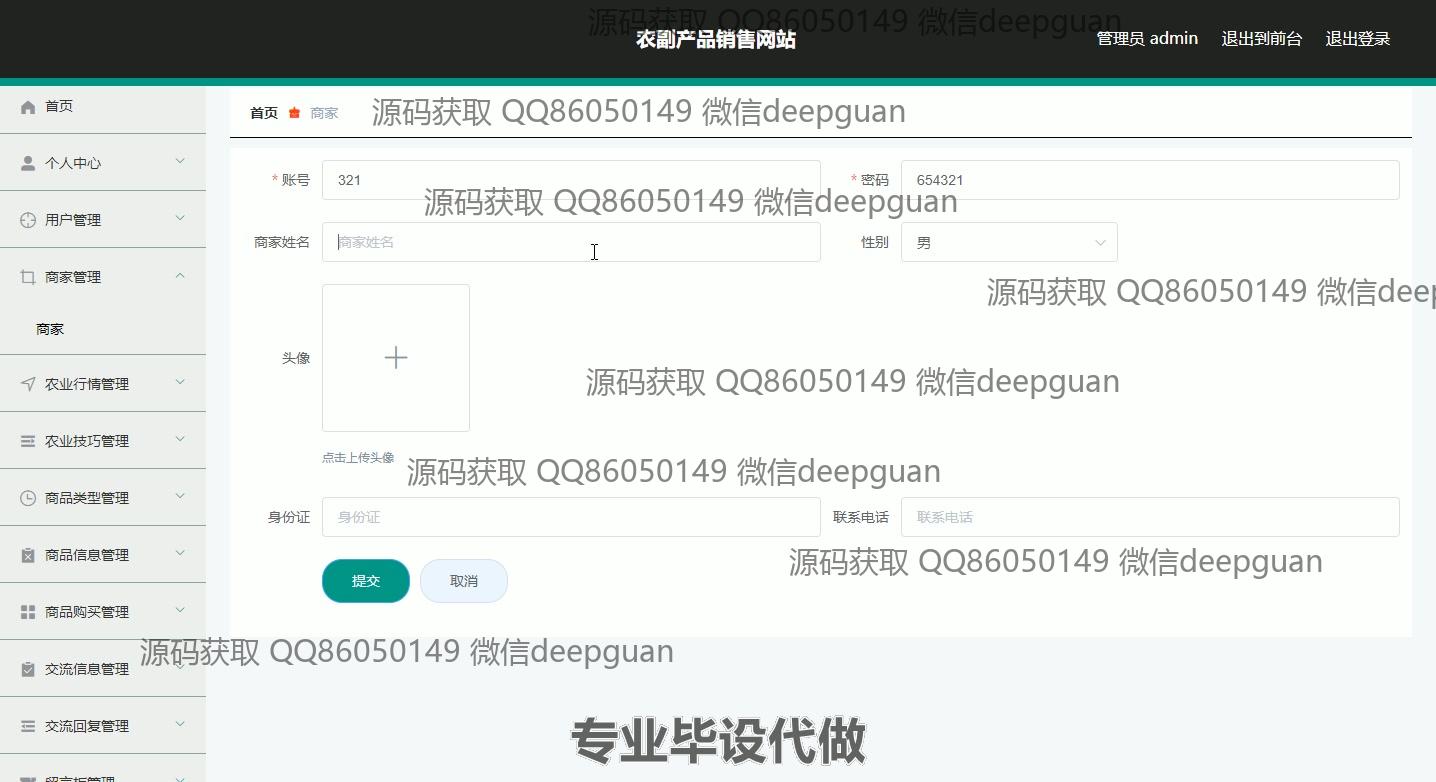 源码获取 QQ86050149 微信deepguan
农副产品销售网站
管理员 admin 退出到前台 退出登录
首页
首页 商家
源码获取 QQ86050149 微信deepguan
个人中心
* 账号 321
* 密码 654321
源码获取 QQ86050149 微信deepguan
用户管理
商家姓名 商家姓名
性别 男
商家管理
源码获取 QQ86050149 微信deep
商家
头像
农业行情管理
源码获取 QQ86050149 微信deepguan
农业技巧管理
点击上传头像
源码获取 QQ86050149 微信deepguan
商品类型管理
身份证 身份证
联系电话 联系电话
商品信息管理
源码获取 QQ86050149 微信deepguan
提交 取消
商品购买管理
源码获取 QQ86050149 微信deepguan
交流信息管理
交流回复管理
专业毕设代做
留言板管理